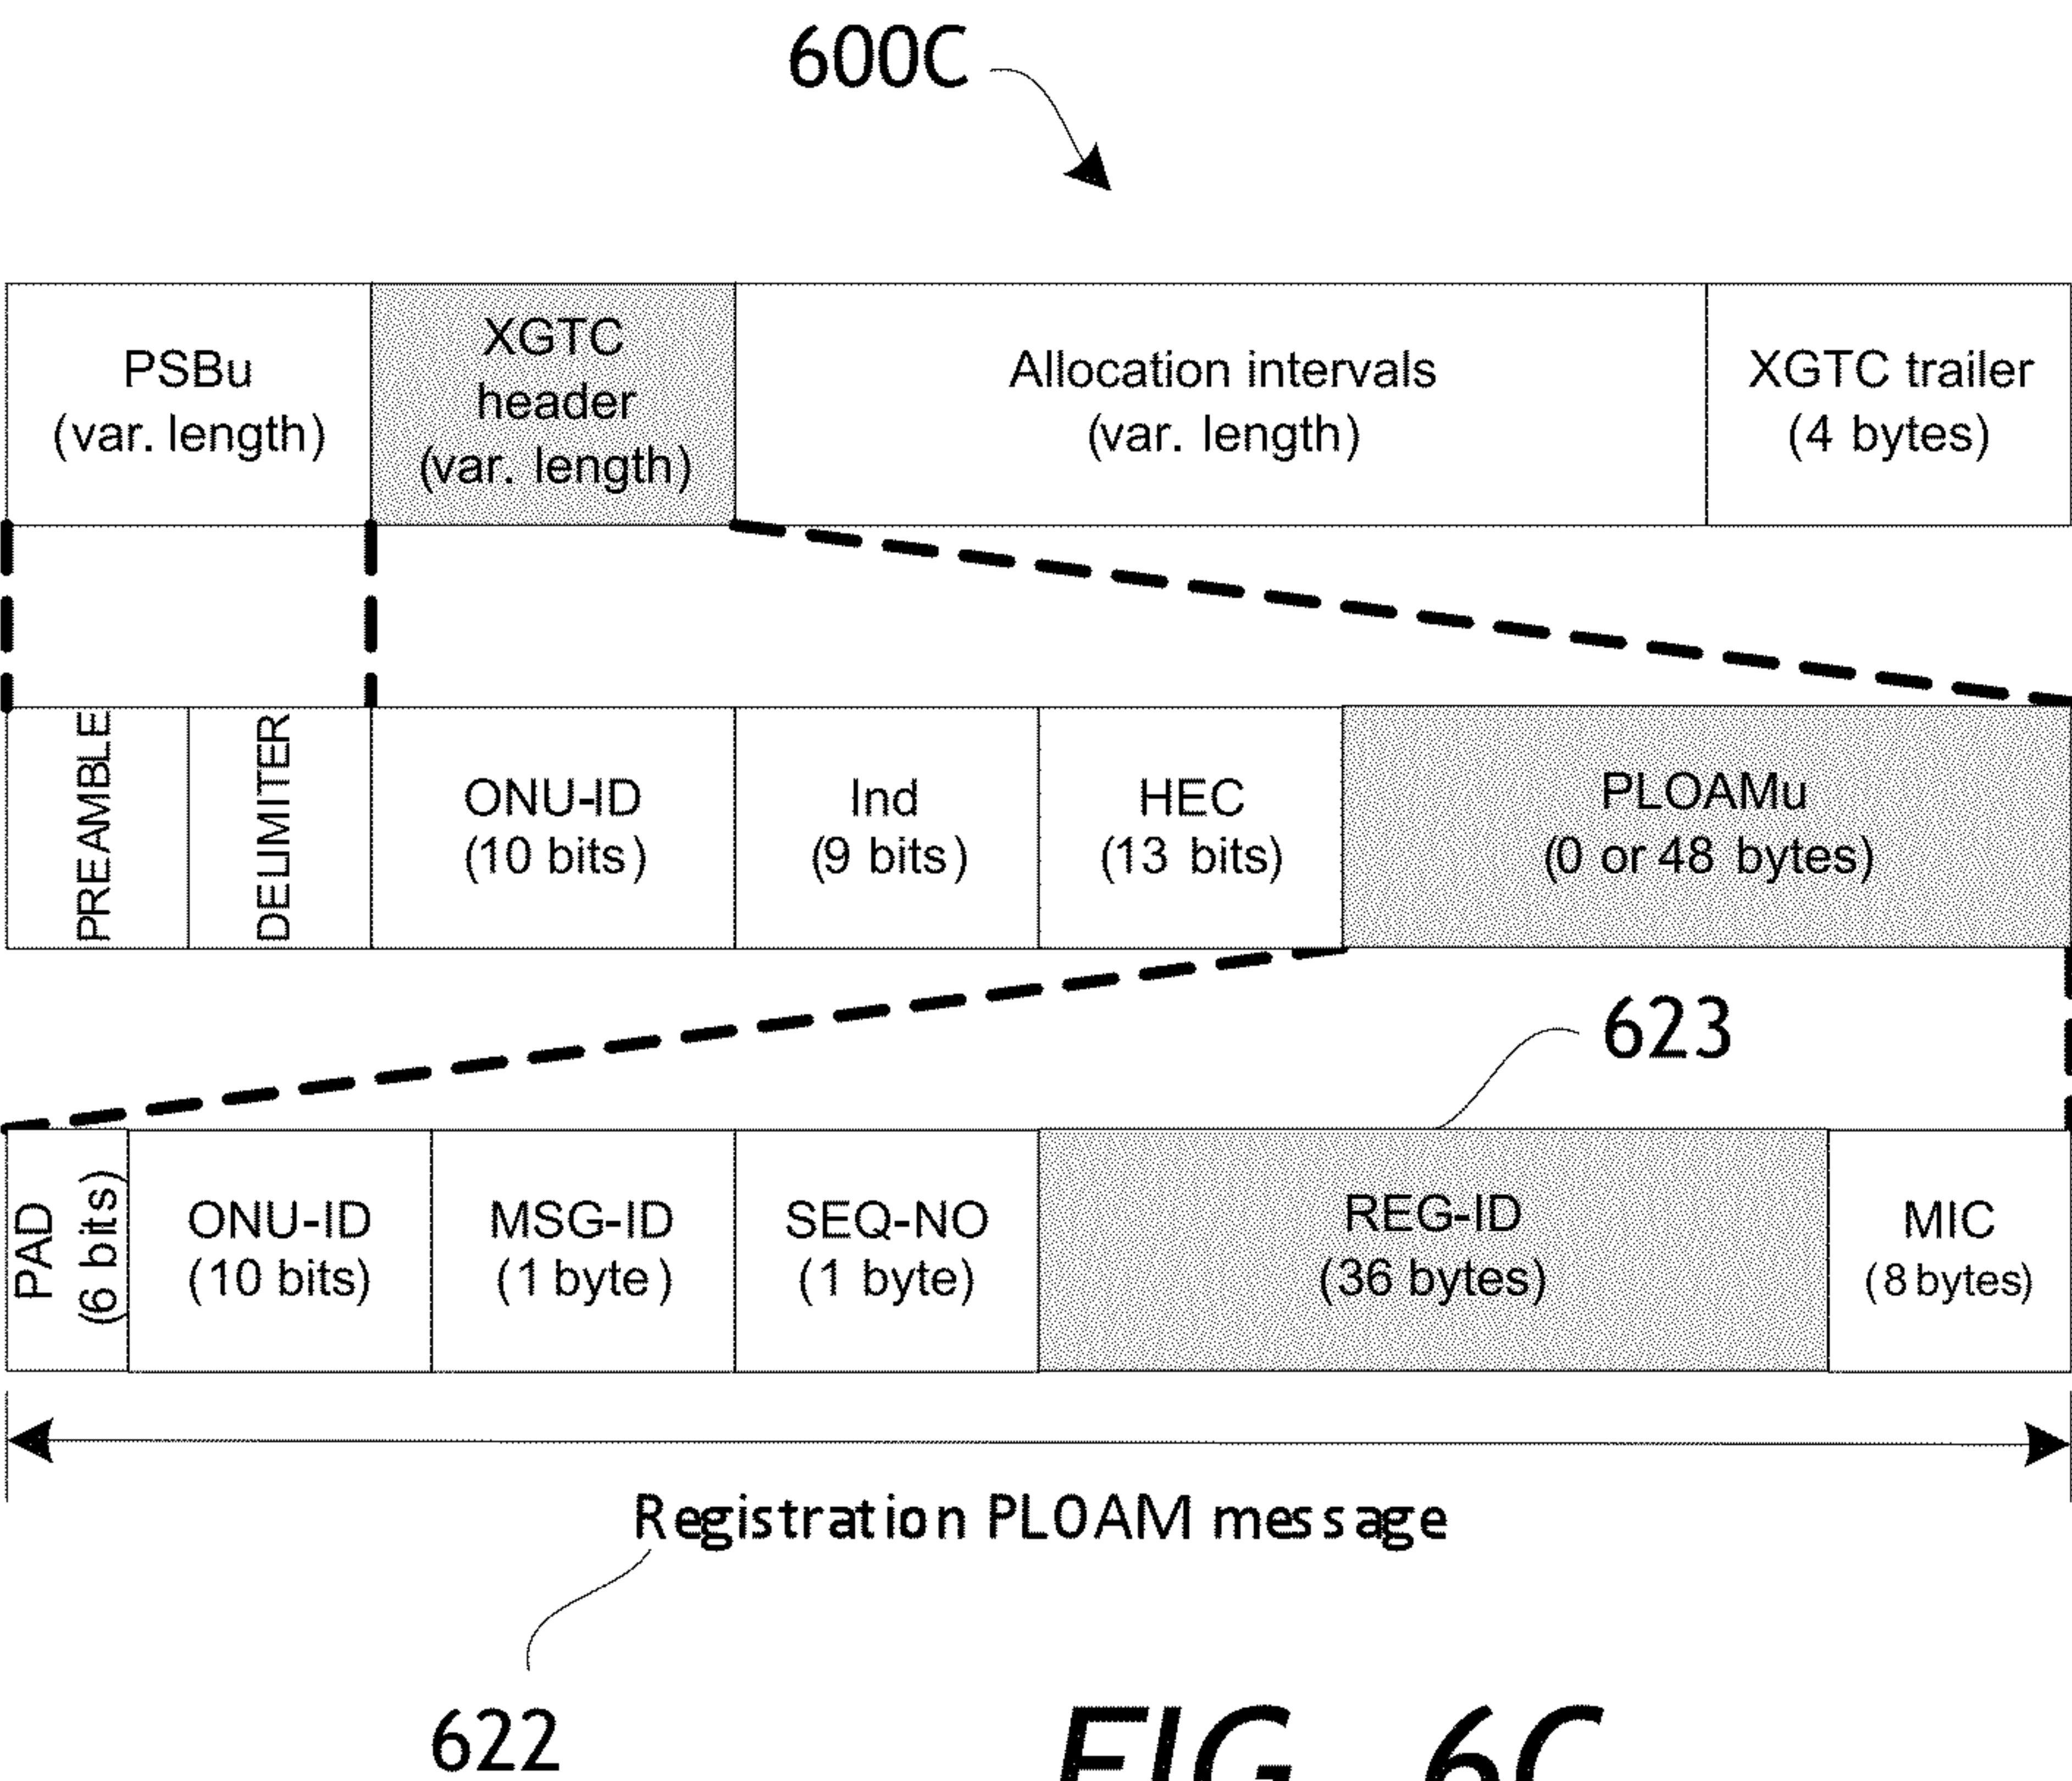 600C
PSBu
(var. length)
XGTC
header
(var. length)
Allocation intervals
(var. length)
XGTC trailer
(4 bytes)
PREAMBLE
DELIMITER
ONU-ID
(10 bits)
Ind
(9 bits)
HEC
(13 bits)
PLOAMu
(0 or 48 bytes)
623
PAD
(6 bits)
ONU-ID
(10 bits)
MSG-ID
(1 byte)
SEQ-NO
(1 byte)
REG-ID
(36 bytes)
MIC
(8 bytes)
Registration PLOAM message
622
FIG. 6C